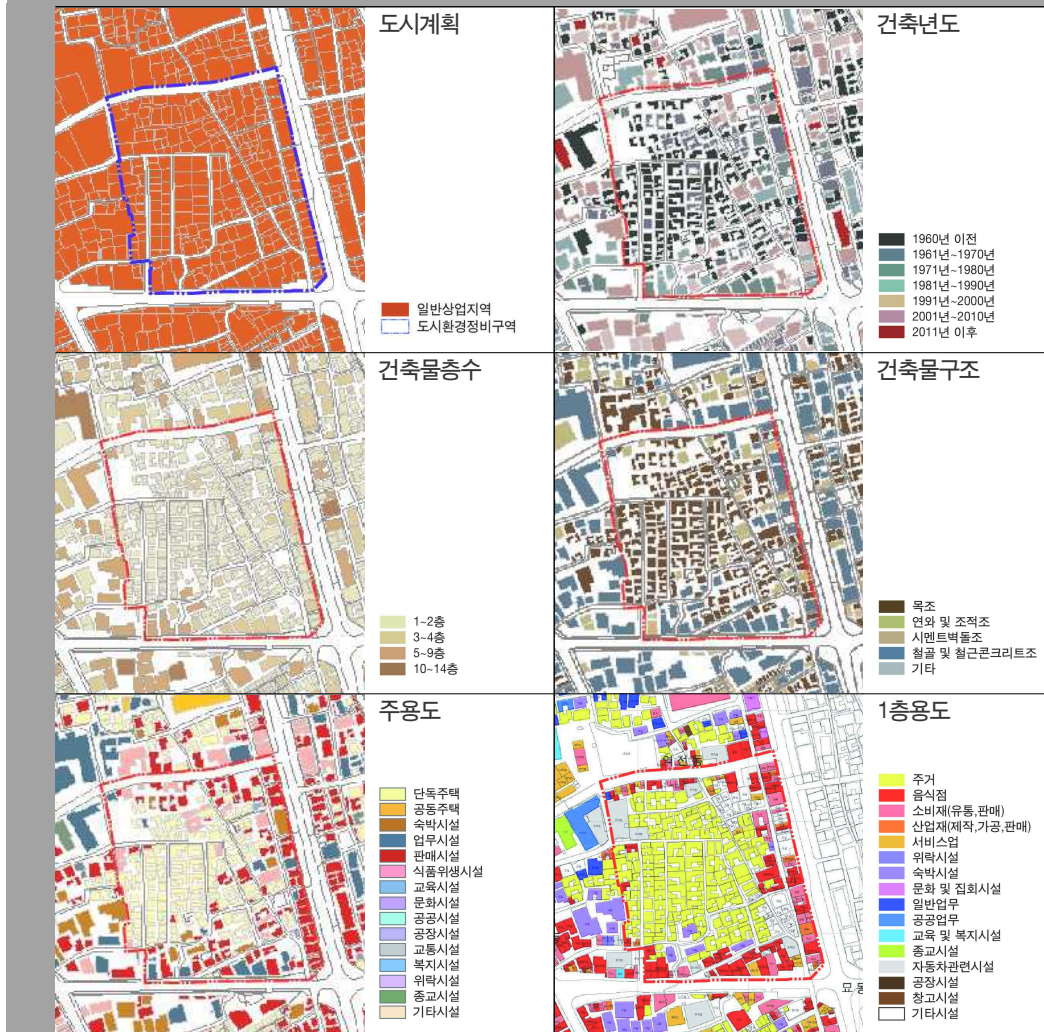 도시계획
일반상업지역
도시환경정비구역
건축년도
1960년 이전
1961년~1970년
1971년~1980년
1981년~1990년
1991년~2000년
2001년~2010년
2011년 이후
건축물층수
1~2층
3~4층
5~9층
10~14층
건축물구조
목조
연와 및 조적조
시멘트벽돌조
철골 및 철근콘크리트조
기타
주용도
단독주택
공동주택
숙박시설
업무시설
판매시설
식품위생시설
교육시설
문화시설
공공시설
공장시설
교통시설
복지시설
위락시설
종교시설
기타시설
1층용도
주거
음식점
소비재(유통,판매)
산업재(제작,가공,판매)
서비스업
위락시설
숙박시설
문화 및 집회시설
일반업무
공공업무
교육 및 복지시설
종교시설
자동차관련시설
공장시설
창고시설
기타시설
묘동